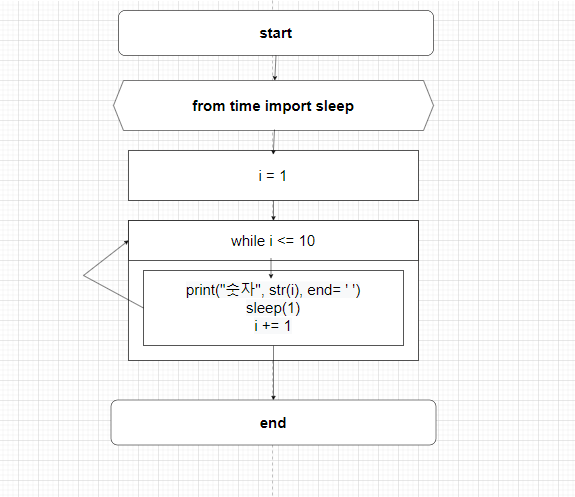 start
from time import sleep
i = 1
while i <= 10
print("숫자", str(i), end= ' ')
sleep(1)
i += 1
end